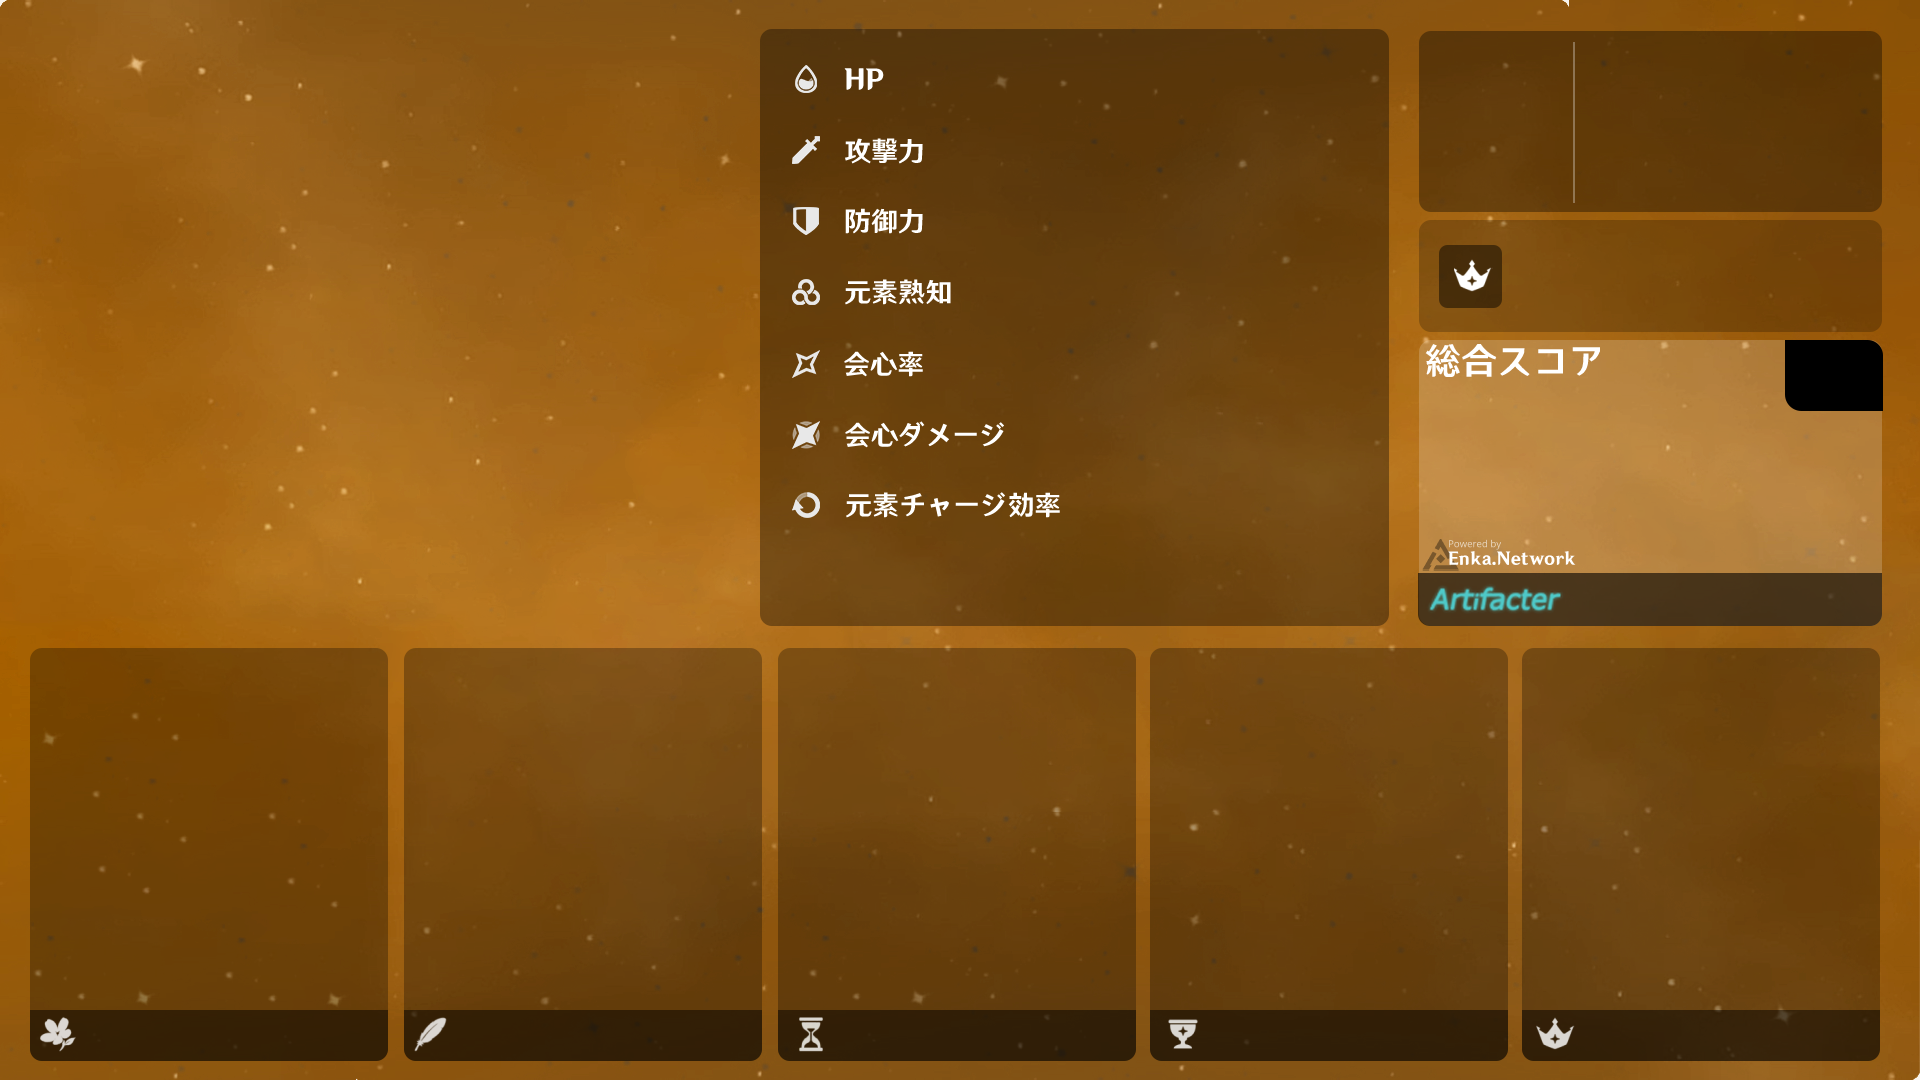 HP
攻撃力
防御力
元素熟知
会心率
会心ダメージ
元素チャージ効率
総合スコア
Powered by
Enka.Network
Artifacter